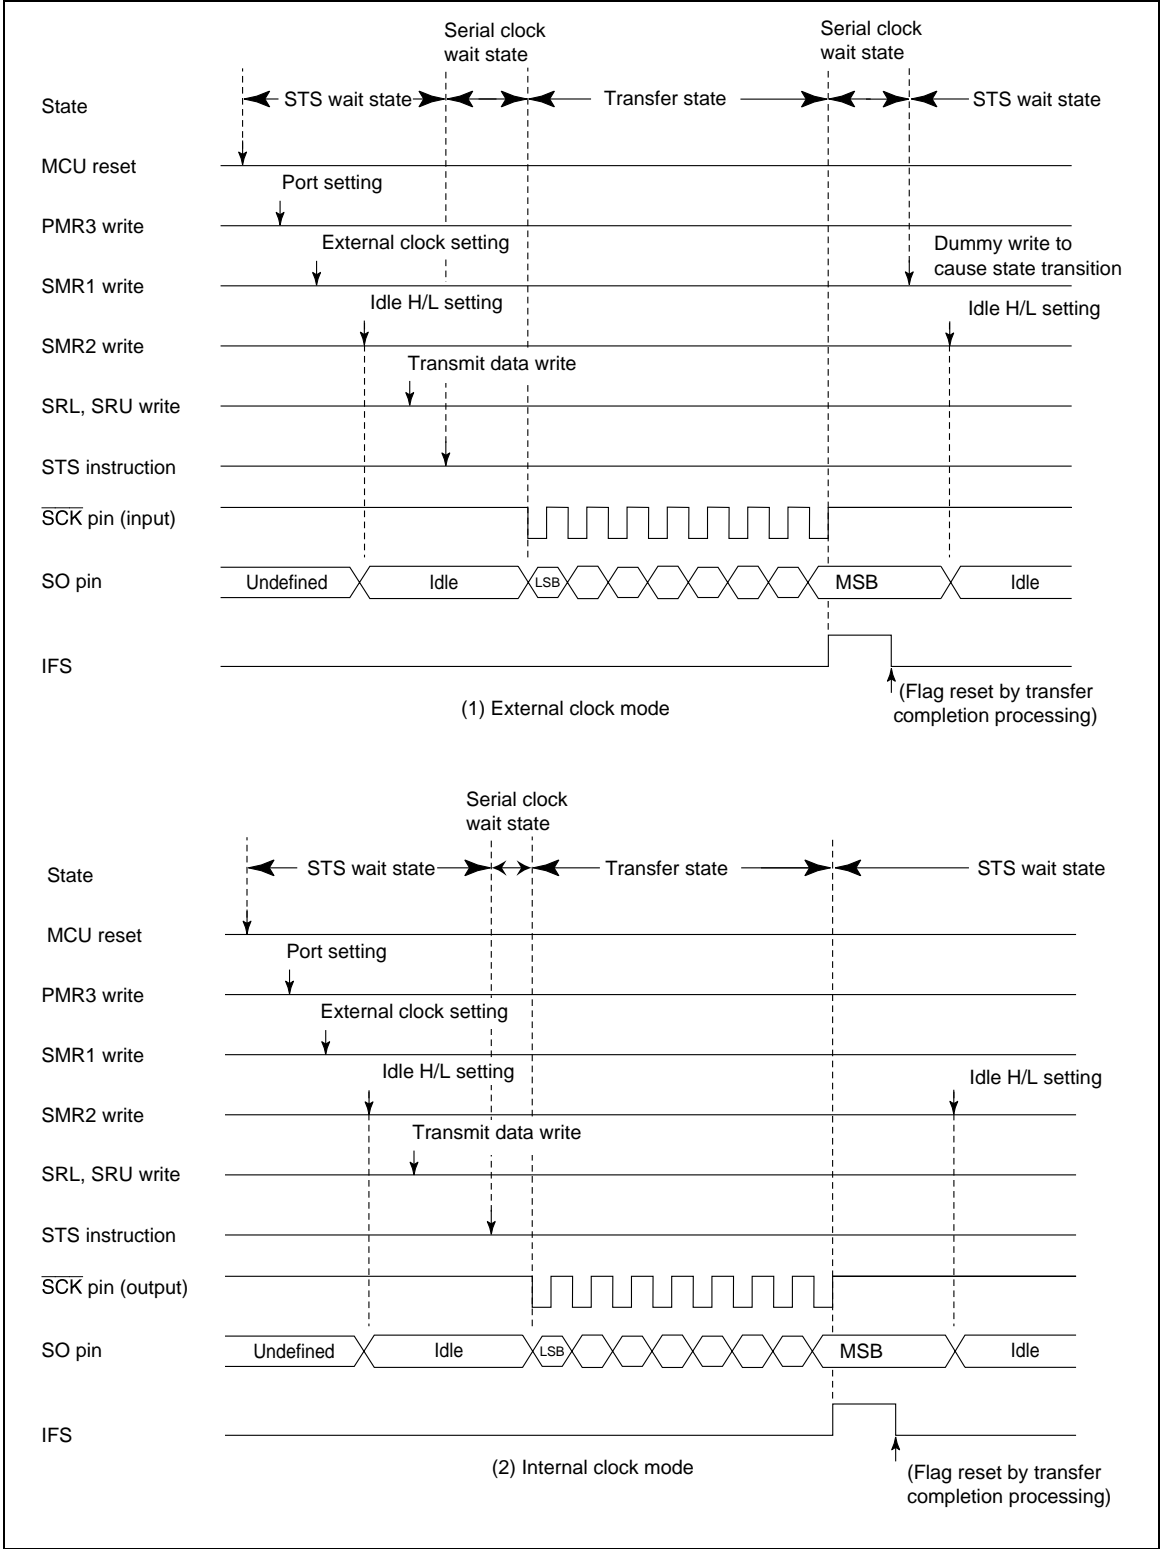 Serial clock
wait state
Serial clock
wait state
State
STS wait state
Transfer state
STS wait state
MCU reset
Port setting
PMR3 write
External clock setting
Dummy write to
cause state transition
SMR1 write
Idle H/L setting
Idle H/L setting
SMR2 write
Transmit data write
SRL, SRU write
STS instruction
SCK pin (input)
SO pin
Undefined
Idle
LSB
MSB
Idle
IFS
(Flag reset by transfer
completion processing)
(1) External clock mode
Serial clock
wait state
State
STS wait state
Transfer state
STS wait state
MCU reset
Port setting
PMR3 write
External clock setting
SMR1 write
Idle H/L setting
Idle H/L setting
SMR2 write
Transmit data write
SRL, SRU write
STS instruction
SCK pin (output)
SO pin
Undefined
Idle
LSB
MSB
Idle
IFS
(2) Internal clock mode
(Flag reset by transfer
completion processing)